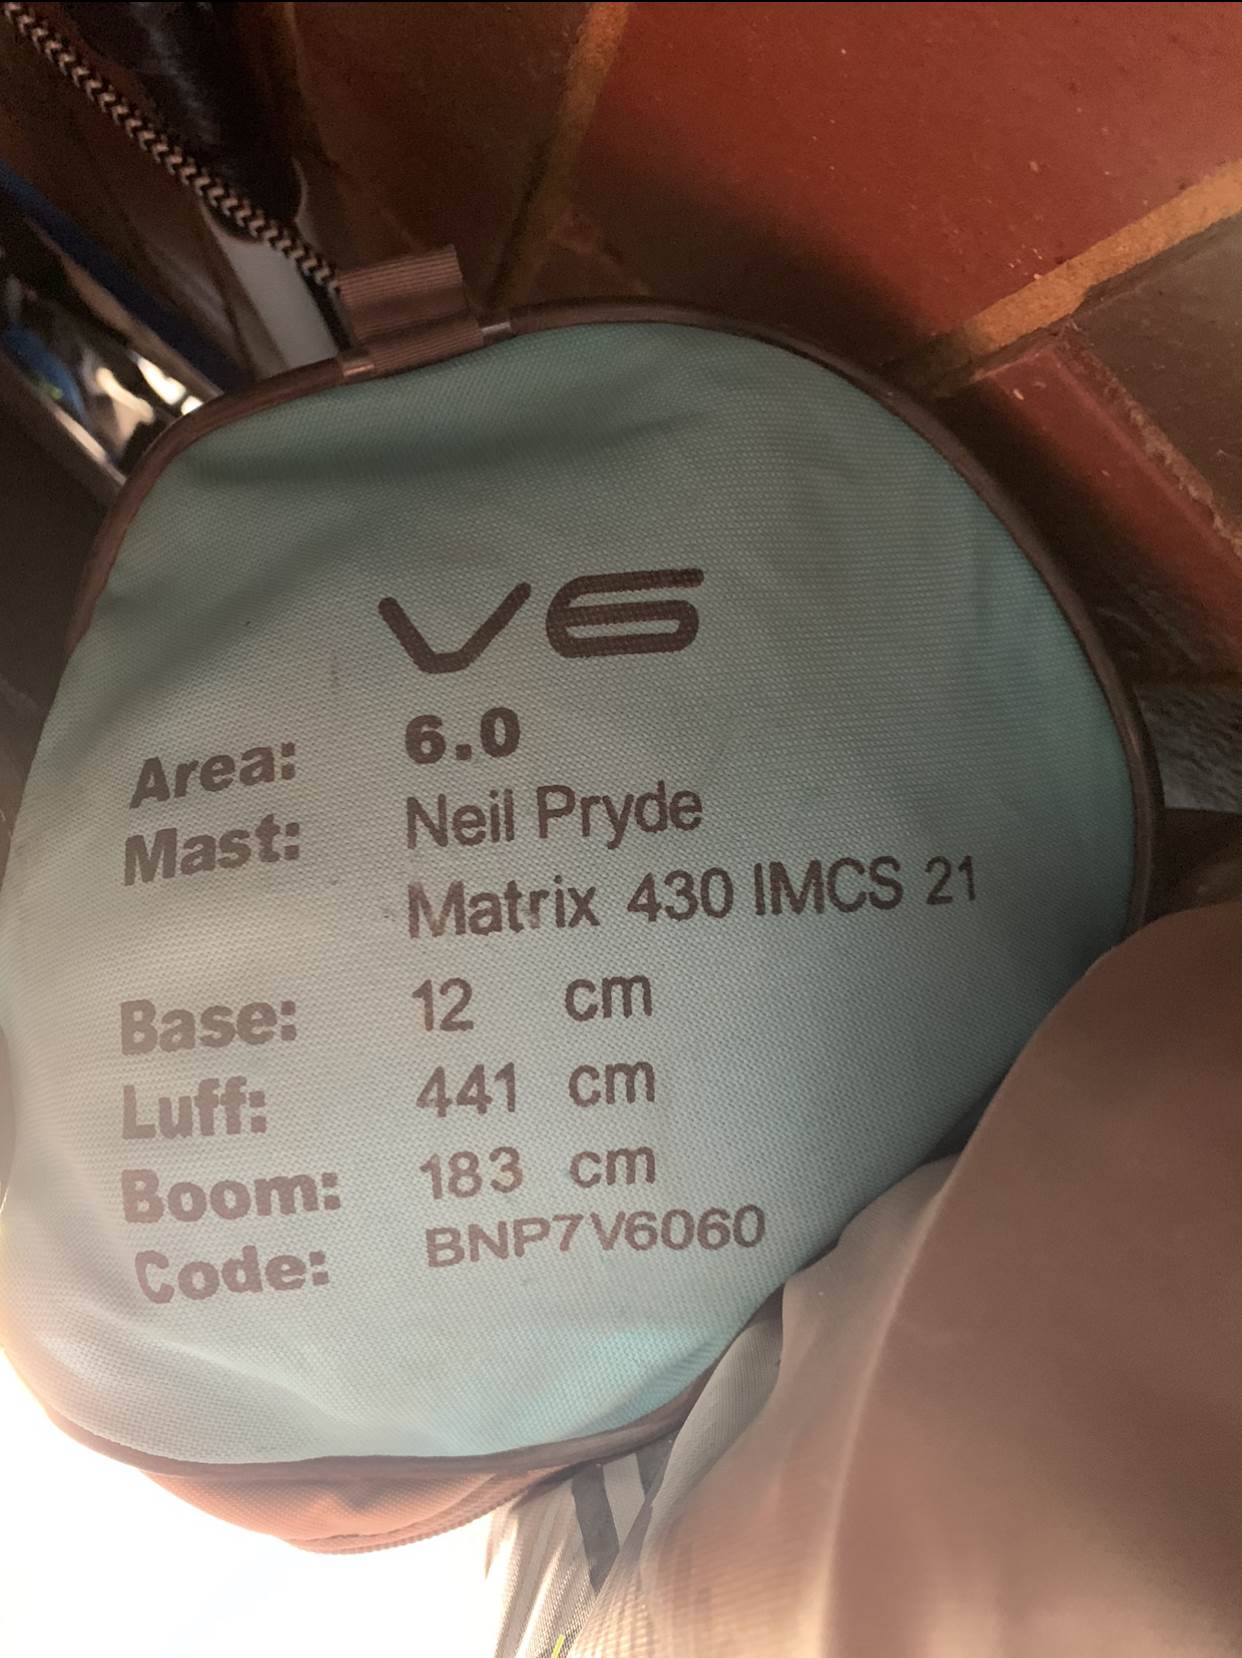 V6
Area: 6.0
Mast: Neil Pryde
Matrix 430 IMCS 21
Base: 12 cm
Luff: 441 cm
Boom: 183 cm
Code: BNP7V6060